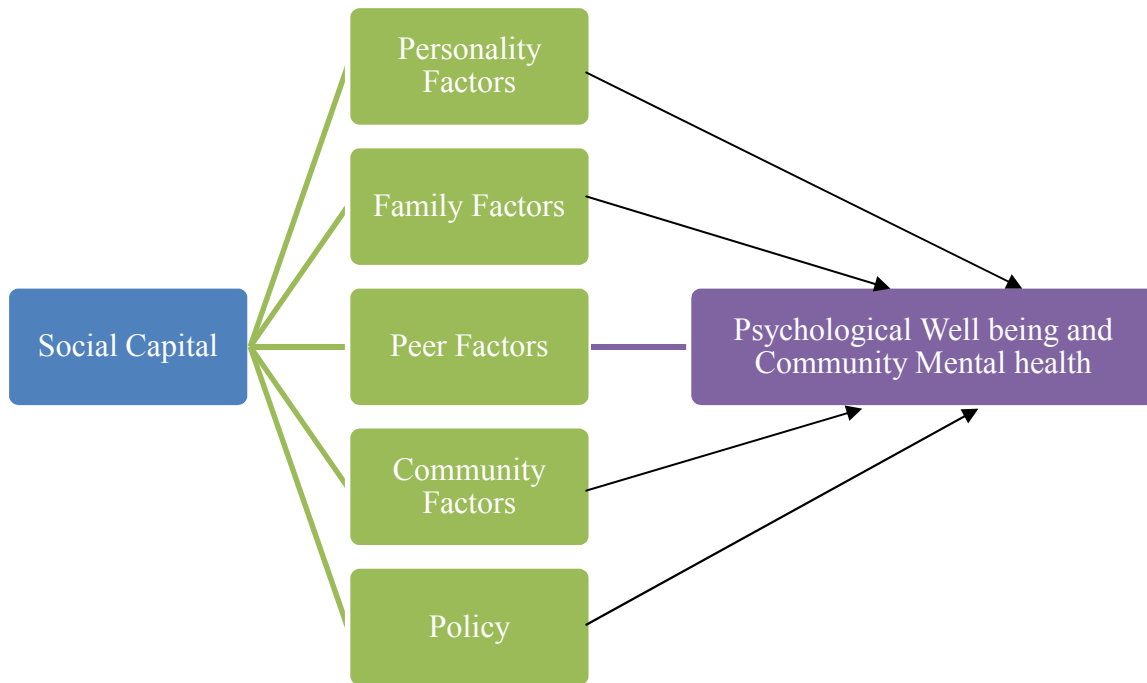 Personality
Factors
Family Factors
Social Capital
Peer Factors
Psychological Well being and
Community Mental health
Community
Factors
Policy